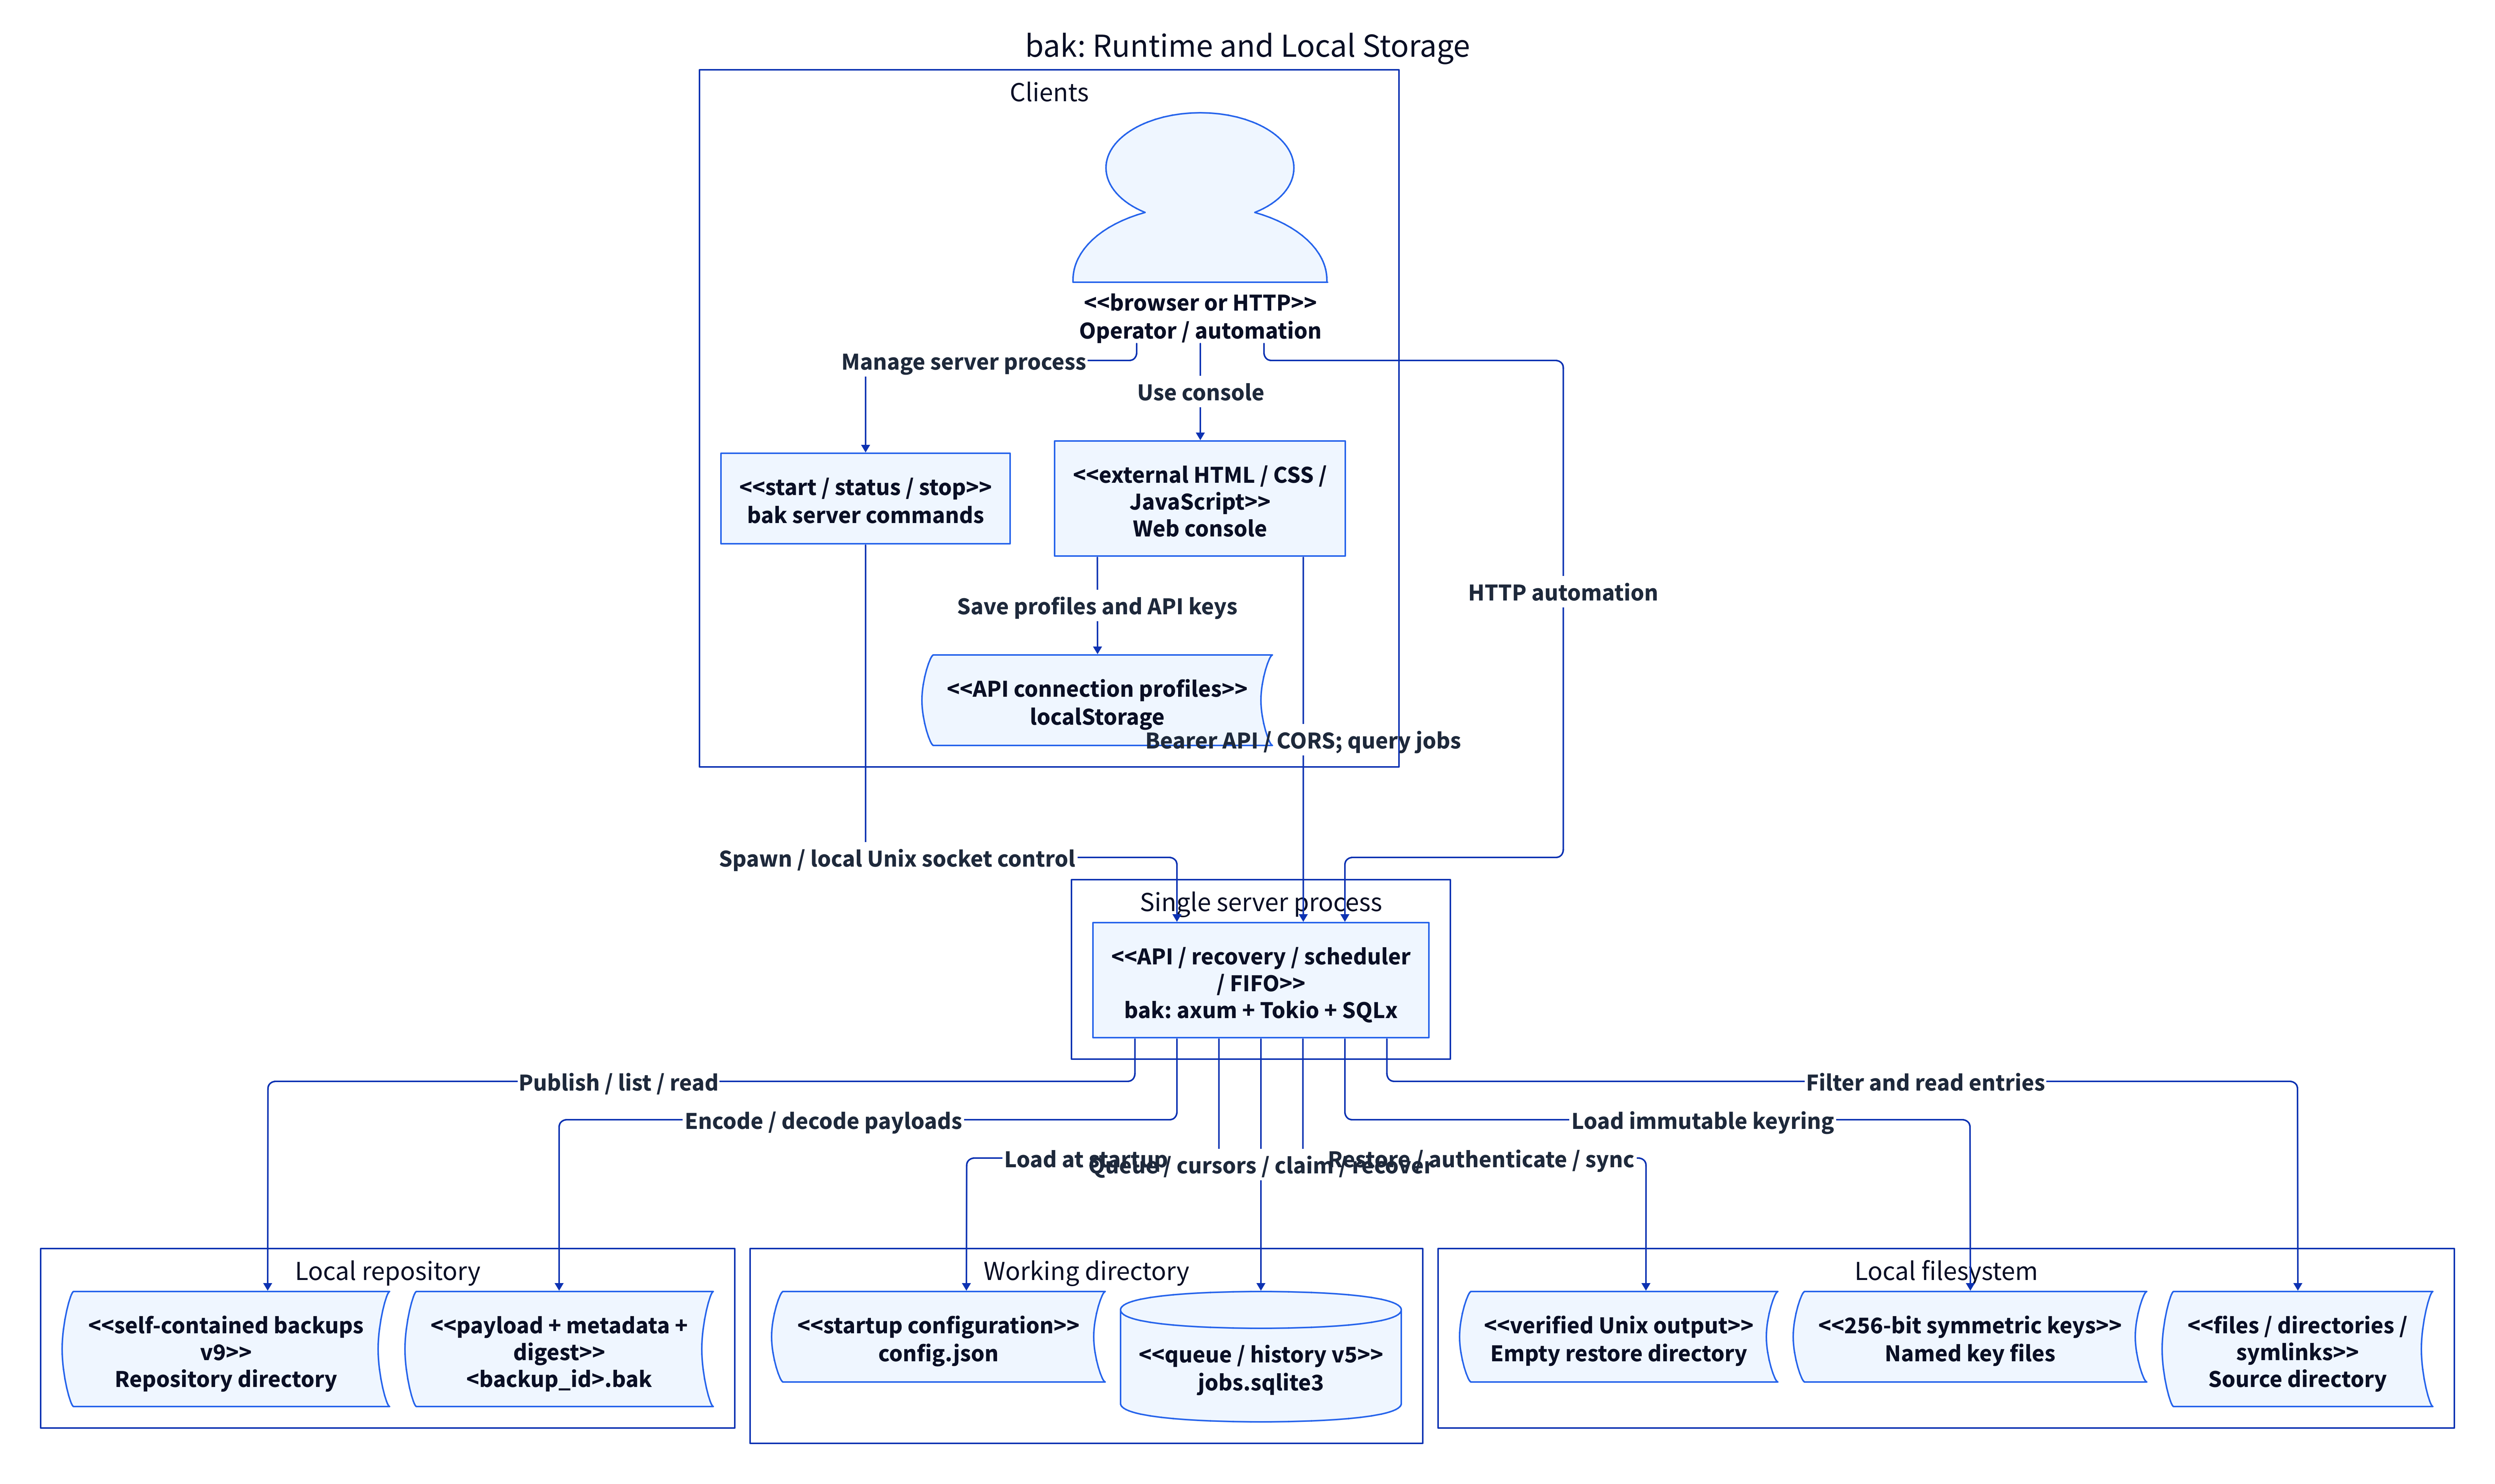 bak: Runtime and Local Storage
Clients
<<browser or HTTP>>
Operator / automation
Manage server process
Use console
<<start / status / stop>>
bak server commands
<<external HTML / CSS /
JavaScript>>
Web console
HTTP automation
Save profiles and API keys
<<API connection profiles>>
localStorage
Bearer API / CORS; query jobs
Spawn / local Unix socket control
Single server process
<<API / recovery / scheduler
/ FIFO>>
bak: axum + Tokio + SQLx
Publish / list / read
Filter and read entries
Encode / decode payloads
Load immutable keyring
Load at startup
Queue / cursors / claim / recover
Restore / authenticate / sync
Local repository
<<self-contained backups
v9>>
Repository directory
<<payload + metadata +
digest>>
<backup_id>.bak
Working directory
<<startup configuration>>
config.json
<<queue / history v5>>
jobs.sqlite3
Local filesystem
<<verified Unix output>>
Empty restore directory
<<256-bit symmetric keys>>
Named key files
<<files / directories /
symlinks>>
Source directory